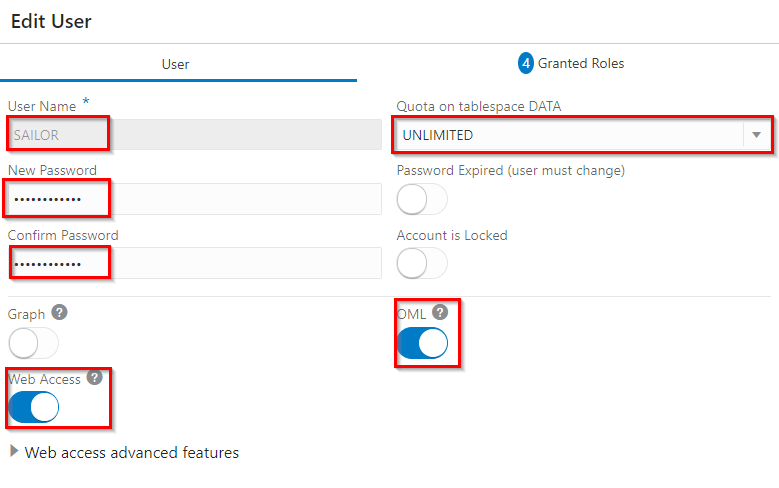 Edit User
User
4 Granted Roles
User Name *
Quota on tablespace DATA
SAILOR
UNLIMITED
New Password
Password Expired (user must change)
••••••••••••
Confirm Password
Account is Locked
••••••••••••
Graph ?
OML ?
Web Access ?
Web access advanced features